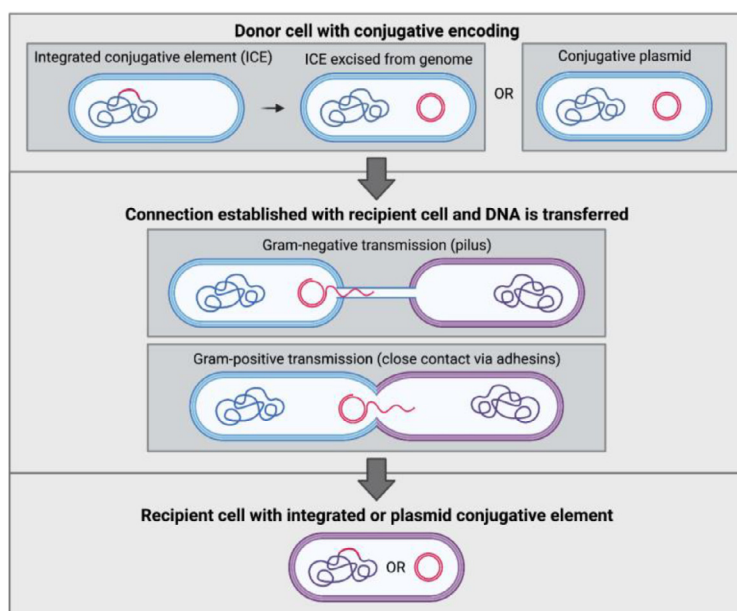 Donor cell with conjugative encoding
Integrated conjugative element (ICE)
ICE excised from genome
OR
Conjugative plasmid
Connection established with recipient cell and DNA is transferred
Gram-negative transmission (pilus)
Gram-positive transmission (close contact via adhesins)
Recipient cell with integrated or plasmid conjugative element
OR